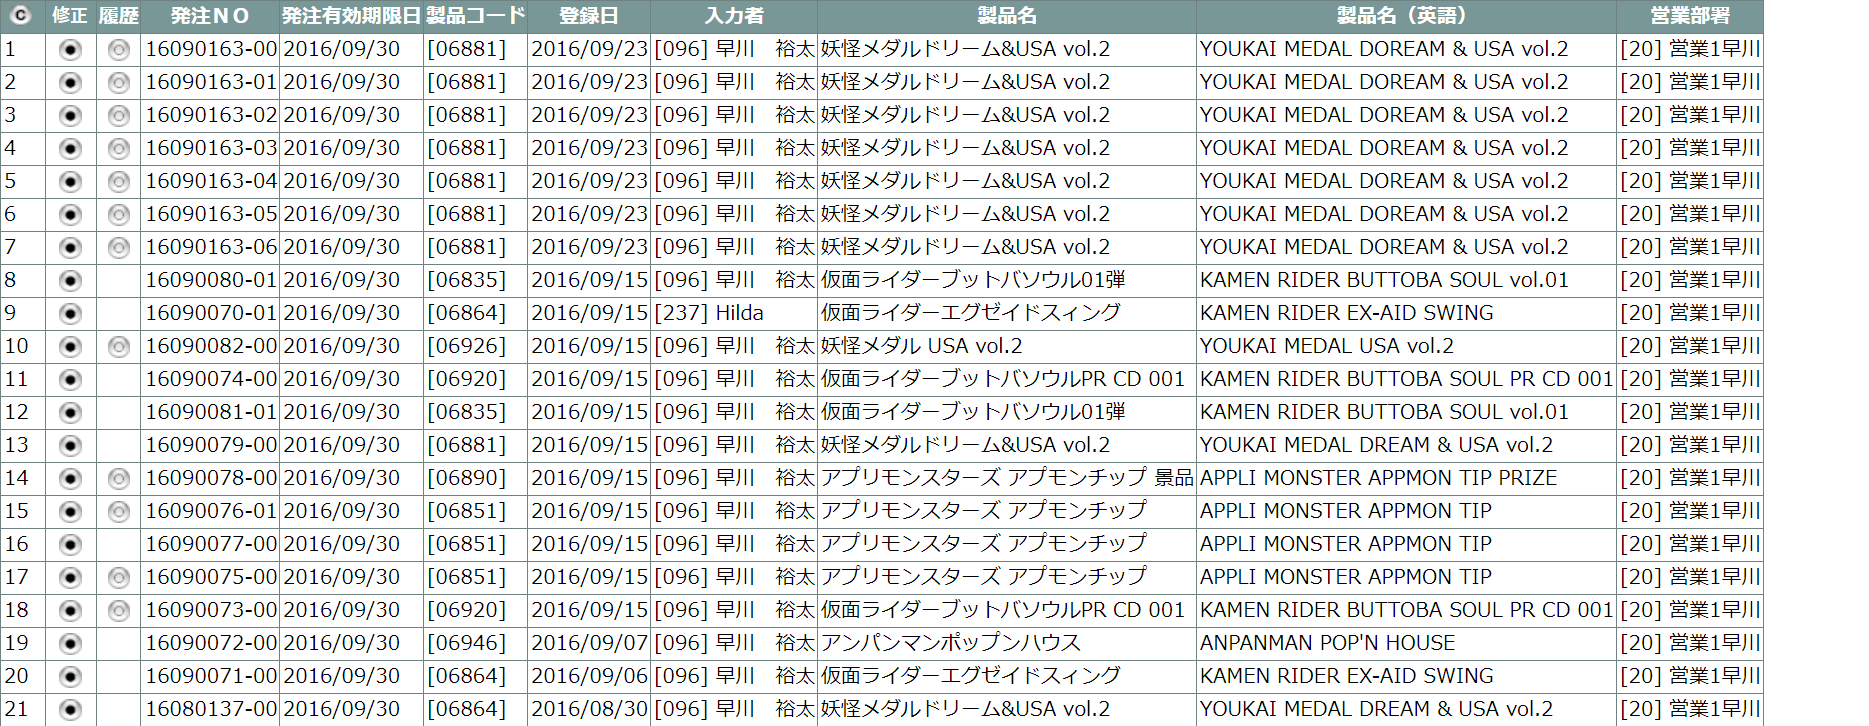 C 修正 履歴 発注NO 発注有効期限日 製品コード 登録日 入力者 製品名 製品名（英語） 営業部署
1 16090163-00 2016/09/30 [06881] 2016/09/23 [096] 早川　裕太 妖怪メダルドリーム&USA vol.2 YOUKAI MEDAL DOREAM & USA vol.2 [20] 営業1早川
2 16090163-01 2016/09/30 [06881] 2016/09/23 [096] 早川　裕太 妖怪メダルドリーム&USA vol.2 YOUKAI MEDAL DOREAM & USA vol.2 [20] 営業1早川
3 16090163-02 2016/09/30 [06881] 2016/09/23 [096] 早川　裕太 妖怪メダルドリーム&USA vol.2 YOUKAI MEDAL DOREAM & USA vol.2 [20] 営業1早川
4 16090163-03 2016/09/30 [06881] 2016/09/23 [096] 早川　裕太 妖怪メダルドリーム&USA vol.2 YOUKAI MEDAL DOREAM & USA vol.2 [20] 営業1早川
5 16090163-04 2016/09/30 [06881] 2016/09/23 [096] 早川　裕太 妖怪メダルドリーム&USA vol.2 YOUKAI MEDAL DOREAM & USA vol.2 [20] 営業1早川
6 16090163-05 2016/09/30 [06881] 2016/09/23 [096] 早川　裕太 妖怪メダルドリーム&USA vol.2 YOUKAI MEDAL DOREAM & USA vol.2 [20] 営業1早川
7 16090163-06 2016/09/30 [06881] 2016/09/23 [096] 早川　裕太 妖怪メダルドリーム&USA vol.2 YOUKAI MEDAL DOREAM & USA vol.2 [20] 営業1早川
8 16090080-01 2016/09/30 [06835] 2016/09/15 [096] 早川　裕太 仮面ライダーブットバソウル01弾 KAMEN RIDER BUTTOBA SOUL vol.01 [20] 営業1早川
9 16090070-01 2016/09/30 [06864] 2016/09/15 [237] Hilda 仮面ライダーエグゼイドスィング KAMEN RIDER EX-AID SWING [20] 営業1早川
10 16090082-00 2016/09/30 [06926] 2016/09/15 [096] 早川　裕太 妖怪メダル USA vol.2 YOUKAI MEDAL USA vol.2 [20] 営業1早川
11 16090074-00 2016/09/30 [06920] 2016/09/15 [096] 早川　裕太 仮面ライダーブットバソウルPR CD 001 KAMEN RIDER BUTTOBA SOUL PR CD 001 [20] 営業1早川
12 16090081-01 2016/09/30 [06835] 2016/09/15 [096] 早川　裕太 仮面ライダーブットバソウル01弾 KAMEN RIDER BUTTOBA SOUL vol.01 [20] 営業1早川
13 16090079-00 2016/09/30 [06881] 2016/09/15 [096] 早川　裕太 妖怪メダルドリーム&USA vol.2 YOUKAI MEDAL DREAM & USA vol.2 [20] 営業1早川
14 16090078-00 2016/09/30 [06890] 2016/09/15 [096] 早川　裕太 アプリモンスターズ アプモンチップ 景品 APPLI MONSTER APPMON TIP PRIZE [20] 営業1早川
15 16090076-01 2016/09/30 [06851] 2016/09/15 [096] 早川　裕太 アプリモンスターズ アプモンチップ APPLI MONSTER APPMON TIP [20] 営業1早川
16 16090077-00 2016/09/30 [06851] 2016/09/15 [096] 早川　裕太 アプリモンスターズ アプモンチップ APPLI MONSTER APPMON TIP [20] 営業1早川
17 16090075-00 2016/09/30 [06851] 2016/09/15 [096] 早川　裕太 アプリモンスターズ アプモンチップ APPLI MONSTER APPMON TIP [20] 営業1早川
18 16090073-00 2016/09/30 [06920] 2016/09/15 [096] 早川　裕太 仮面ライダーブットバソウルPR CD 001 KAMEN RIDER BUTTOBA SOUL PR CD 001 [20] 営業1早川
19 16090072-00 2016/09/30 [06946] 2016/09/07 [096] 早川　裕太 アンパンマンポップンハウス ANPANMAN POP'N HOUSE [20] 営業1早川
20 16090071-00 2016/09/30 [06864] 2016/09/06 [096] 早川　裕太 仮面ライダーエグゼイドスィング KAMEN RIDER EX-AID SWING [20] 営業1早川
21 16080137-00 2016/09/30 [06864] 2016/08/30 [096] 早川　裕太 妖怪メダルドリーム&USA vol.2 YOUKAI MEDAL DREAM & USA vol.2 [20] 営業1早川